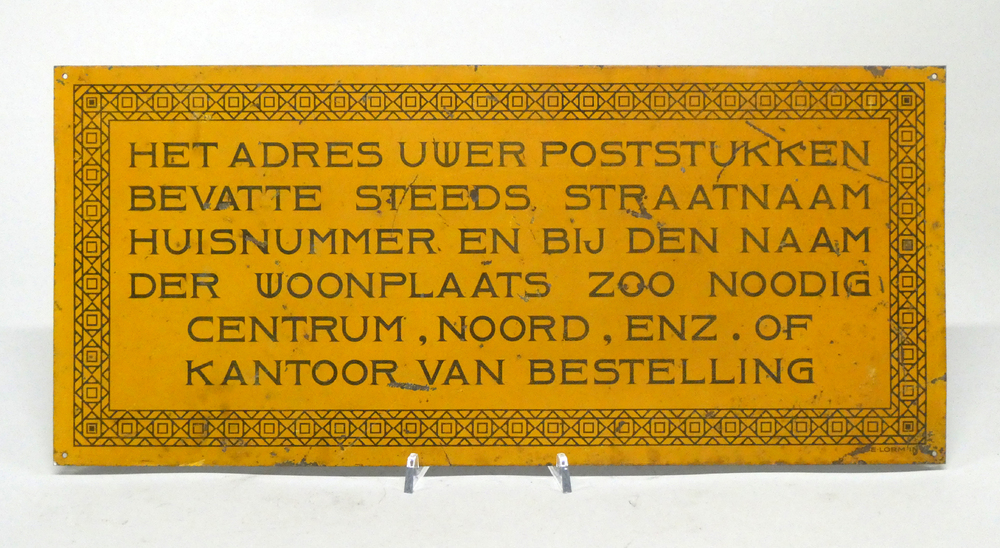 HET ADRES UWER POSTSTUKKEN
BEVATTE STEEDS STRAATNAAM
HUISNUMMER EN BIJ DEN NAAM
DER WOONPLAATS ZOO NOODIG
CENTRUM, NOORD, ENZ. OF
KANTOOR VAN BESTELLING